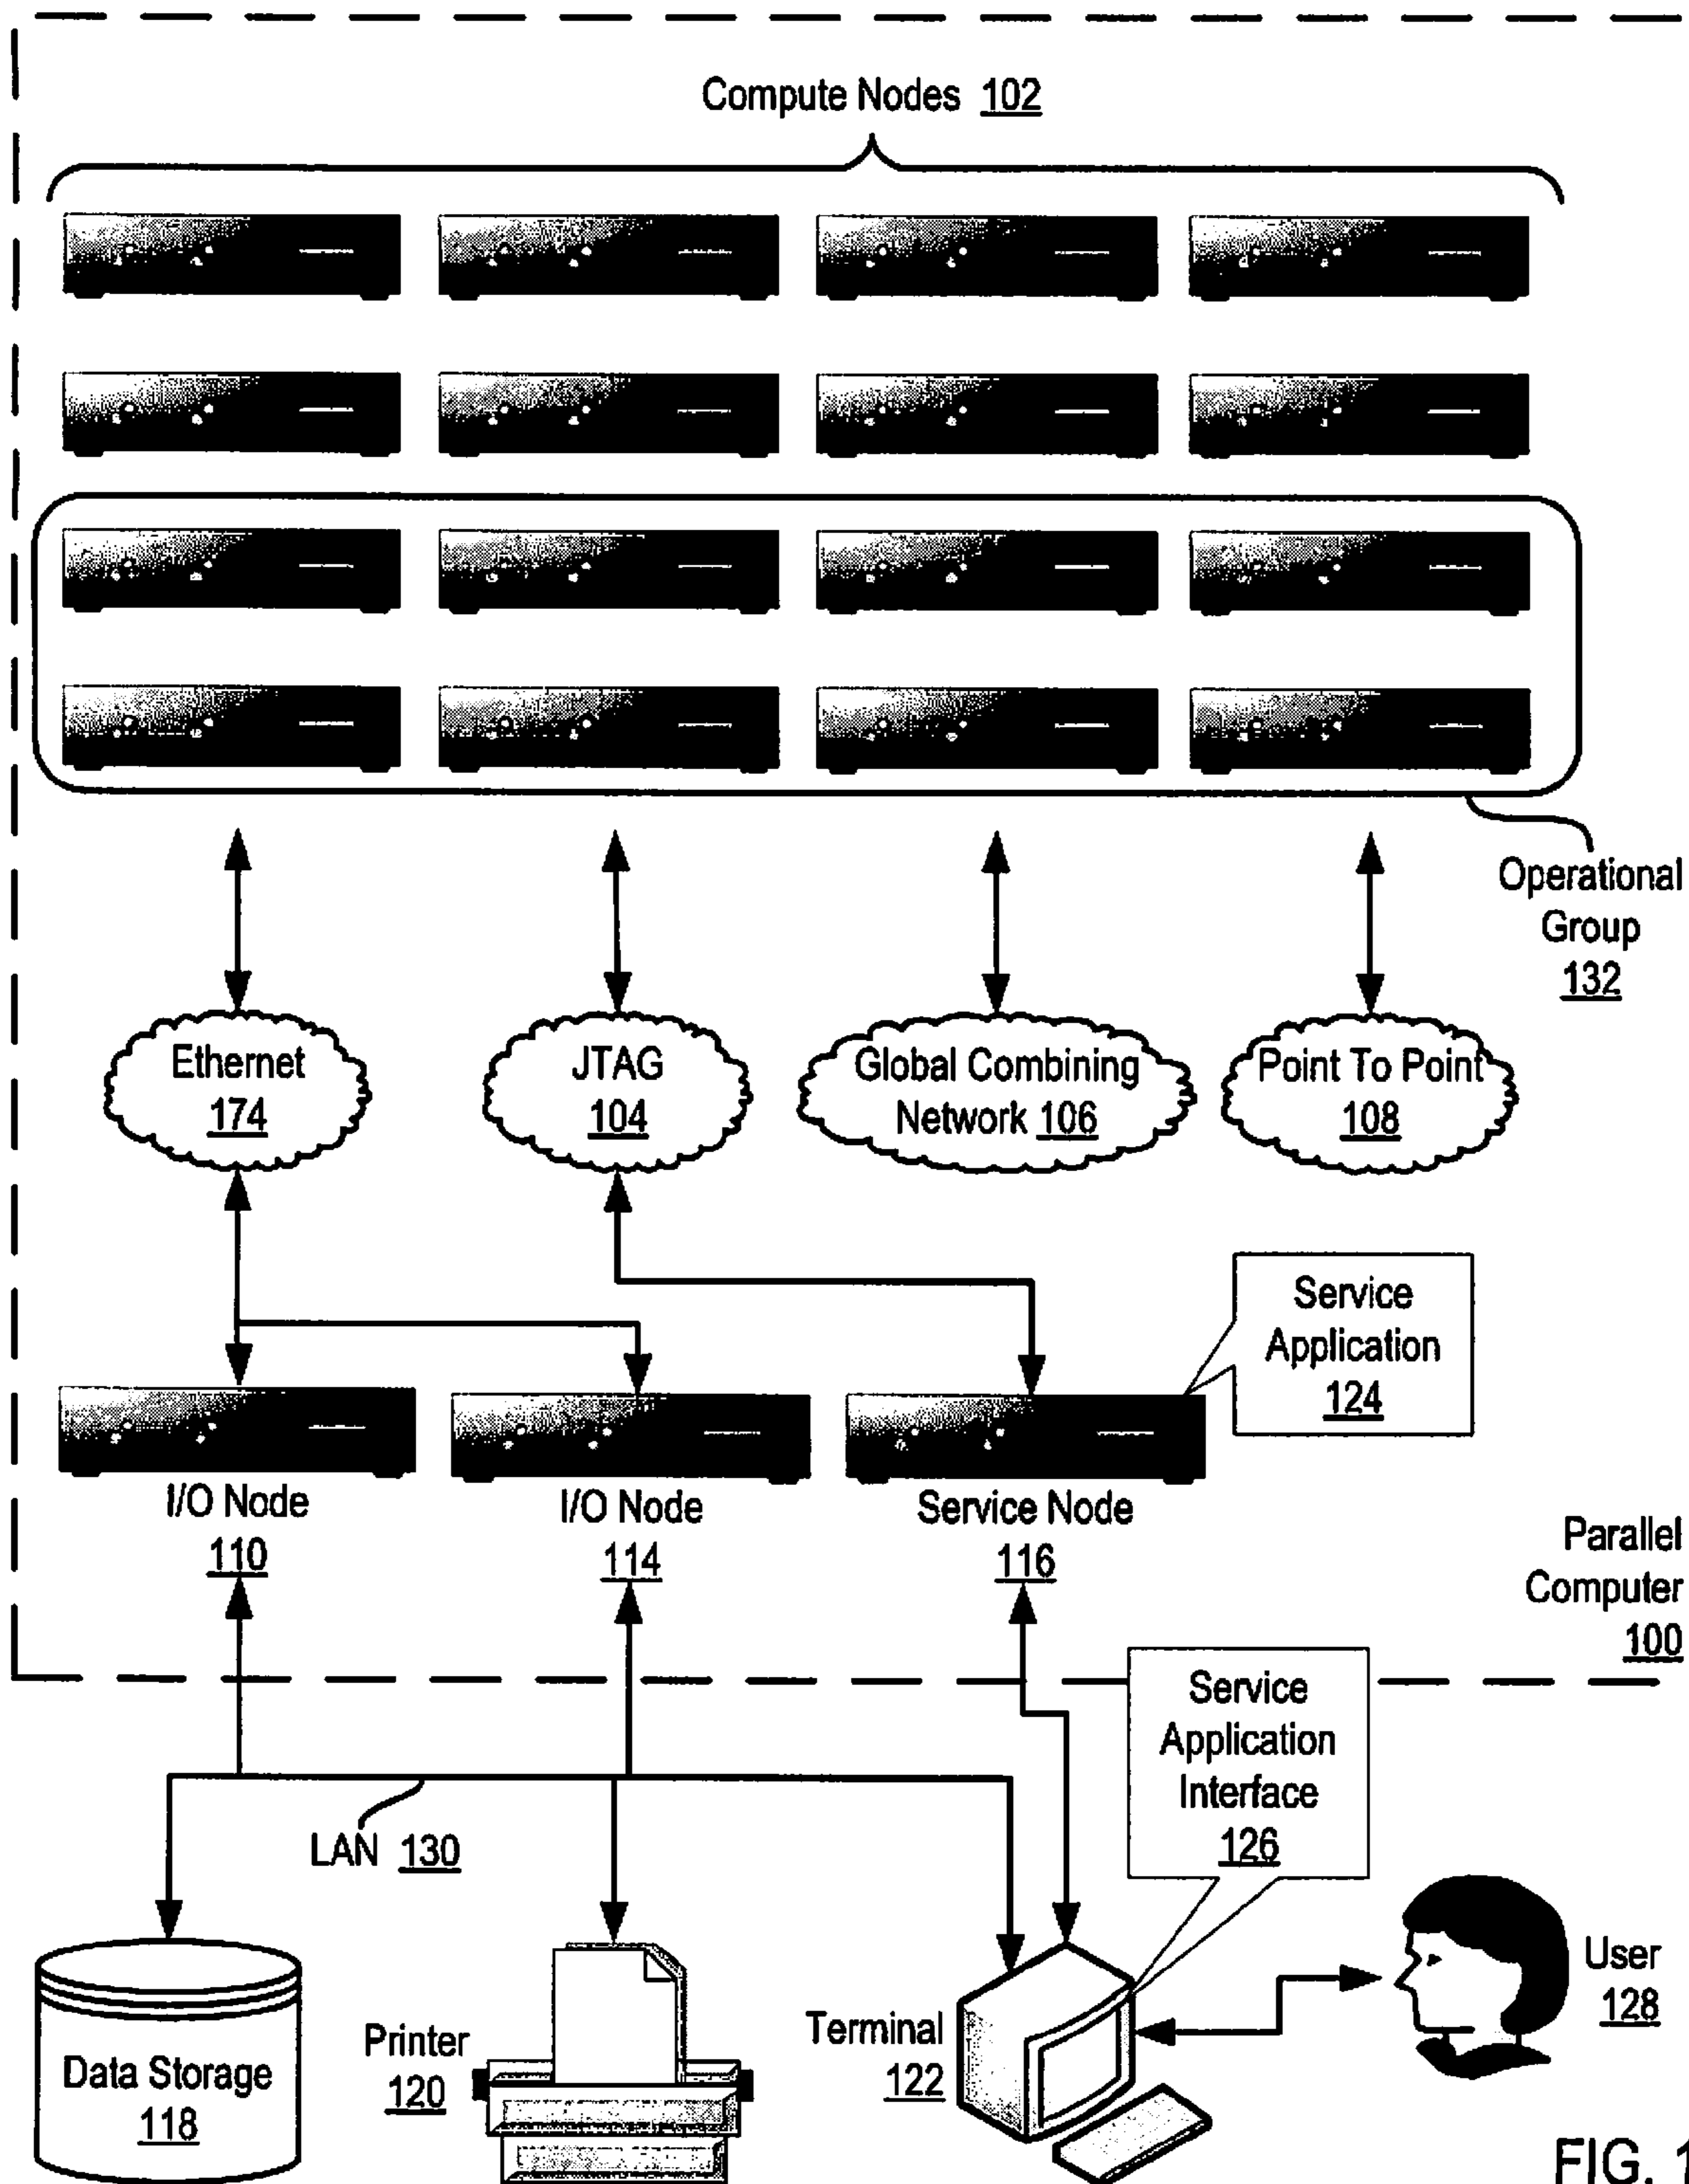 Compute Nodes 102
Operational
Group
132
Ethernet
174
JTAG
104
Global Combining
Network 106
Point To Point
108
Service
Application
124
I/O Node
110
I/O Node
114
Service Node
116
Parallel
Computer
100
Service
Application
Interface
126
LAN 130
Data Storage
118
Printer
120
Terminal
122
User
128
FIG. 1